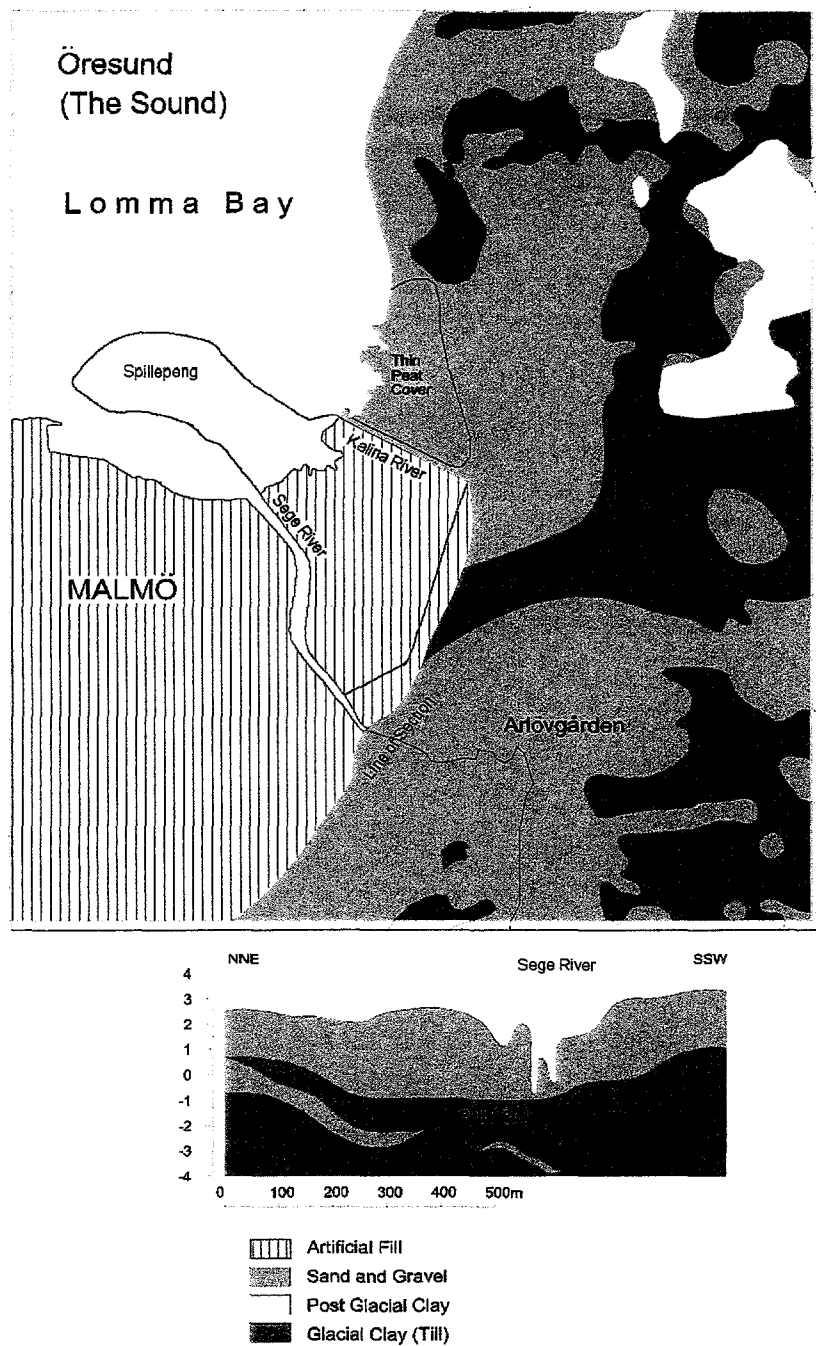 Öresund
(The Sound)
Lomma Bay
Spillepeng
Thin
Peat
Cover
Kalina River
Sege River
MALMÖ
Line of Section
Arlövgården
NNE
Sege River
SSW
4
3
2
1
0
-1
-2
-3
-4
0 100 200 300 400 500m
Artificial Fill
Sand and Gravel
Post Glacial Clay
Glacial Clay (Till)